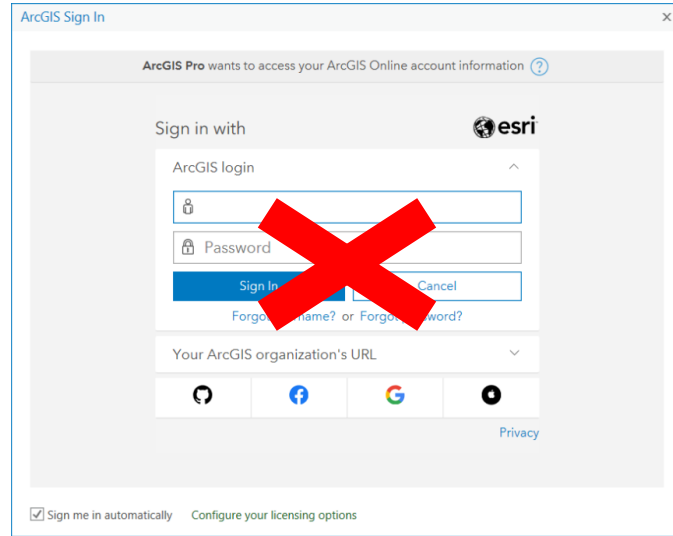 ArcGIS Sign In
ArcGIS Pro wants to access your ArcGIS Online account information ?
Sign in with
esri
ArcGIS login
Password
Sign In Cancel
or
Your ArcGIS organization's URL
Privacy
Sign me in automatically Configure your licensing options